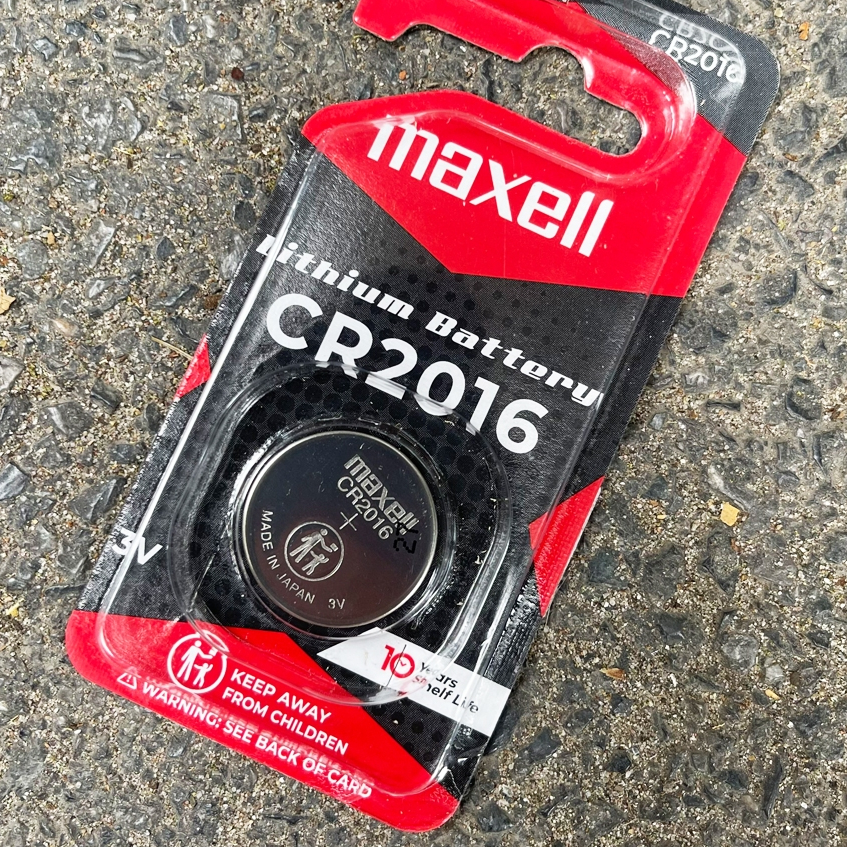 CR2016
maxell
Lithium Battery
CR2016
maxell
CR2016
+
MADE IN JAPAN 3V
3V
10 Years
Shelf Life
KEEP AWAY
FROM CHILDREN
⚠ WARNING: SEE BACK OF CARD